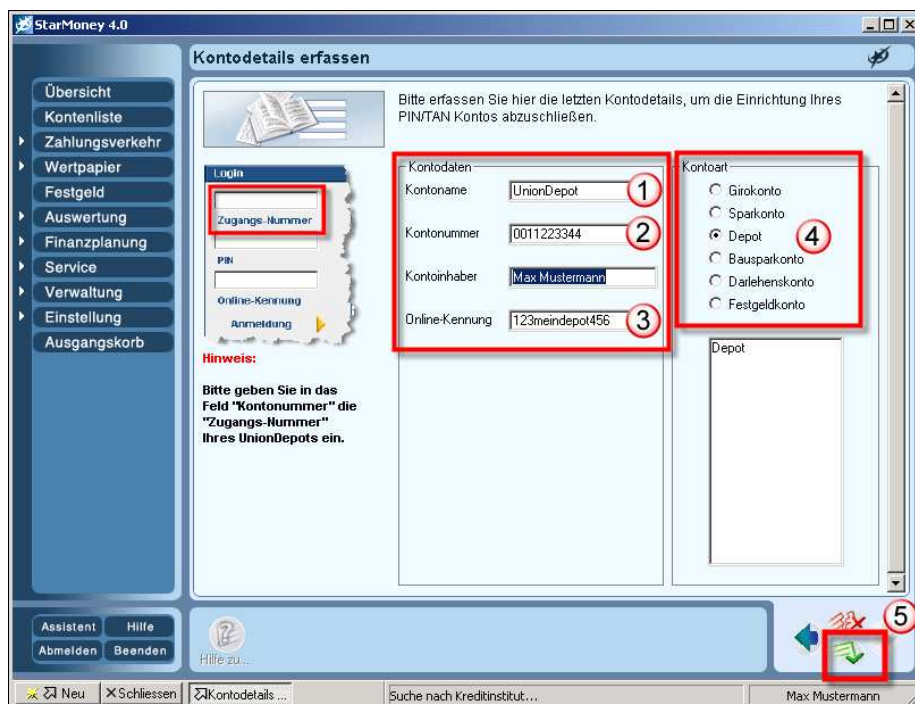 StarMoney 4.0
Kontodetails erfassen
Übersicht
Kontenliste
Zahlungsverkehr
Wertpapier
Festgeld
Auswertung
Finanzplanung
Service
Verwaltung
Einstellung
Ausgangskorb
Bitte erfassen Sie hier die letzten Kontodetails, um die Einrichtung Ihres
PIN/TAN Kontos abzuschließen.
Login
Zugangs-Nummer
PIN
Online-Kennung
Anmeldung
Hinweis:
Bitte geben Sie in das
Feld "Kontonummer" die
"Zugangs-Nummer"
Ihres UnionDepots ein.
Kontodaten
Kontoname UnionDepot 1
Kontonummer 0011223344 2
Kontoinhaber Max Mustermann
Online-Kennung 123meindepot456 3
Kontoart
Girokonto
Sparkonto
Depot 4
Bausparkonto
Darlehenskonto
Festgeldkonto
Depot
5
Assistent Hilfe
Abmelden Beenden
Hilfe zu...
Neu Schliessen Kontodetails ... Suche nach Kreditinstitut... Max Mustermann